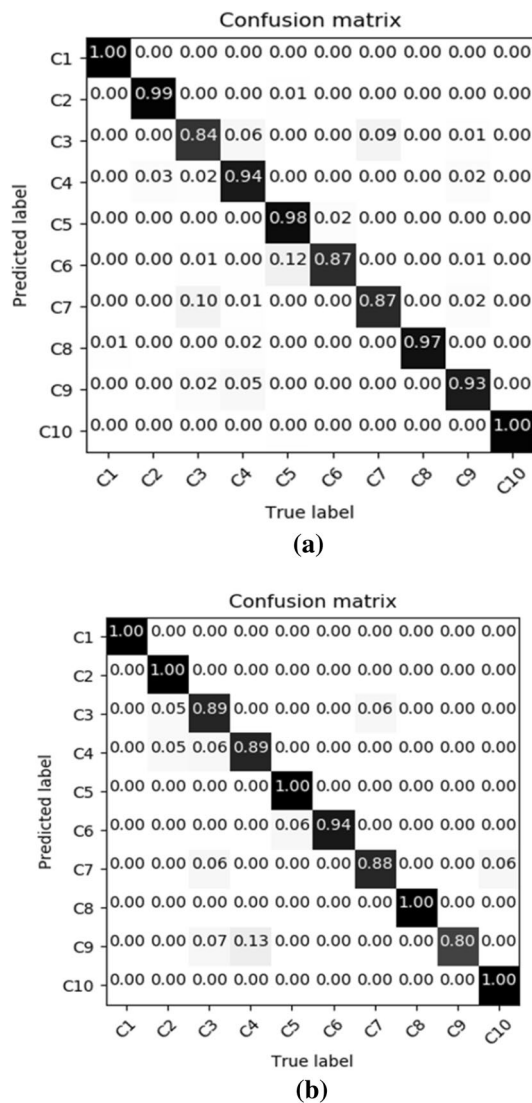 Confusion matrix
C1 1.00 0.00 0.00 0.00 0.00 0.00 0.00 0.00 0.00 0.00
C2 0.00 0.99 0.00 0.00 0.01 0.00 0.00 0.00 0.00 0.00
C3 0.00 0.00 0.84 0.06 0.00 0.00 0.09 0.00 0.01 0.00
C4 0.00 0.03 0.02 0.94 0.00 0.00 0.00 0.00 0.02 0.00
C5 0.00 0.00 0.00 0.00 0.98 0.02 0.00 0.00 0.00 0.00
C6 0.00 0.00 0.01 0.00 0.12 0.87 0.00 0.00 0.01 0.00
C7 0.00 0.00 0.10 0.01 0.00 0.00 0.87 0.00 0.02 0.00
C8 0.01 0.00 0.00 0.02 0.00 0.00 0.00 0.97 0.00 0.00
C9 0.00 0.00 0.02 0.05 0.00 0.00 0.00 0.00 0.93 0.00
C10 0.00 0.00 0.00 0.00 0.00 0.00 0.00 0.00 0.00 1.00
Predicted label
C1 C2 C3 C4 C5 C6 C7 C8 C9 C10
True label
(a)
Confusion matrix
C1 1.00 0.00 0.00 0.00 0.00 0.00 0.00 0.00 0.00 0.00
C2 0.00 1.00 0.00 0.00 0.00 0.00 0.00 0.00 0.00 0.00
C3 0.00 0.05 0.89 0.00 0.00 0.00 0.06 0.00 0.00 0.00
C4 0.00 0.05 0.06 0.89 0.00 0.00 0.00 0.00 0.00 0.00
C5 0.00 0.00 0.00 0.00 1.00 0.00 0.00 0.00 0.00 0.00
C6 0.00 0.00 0.00 0.00 0.06 0.94 0.00 0.00 0.00 0.00
C7 0.00 0.00 0.06 0.00 0.00 0.00 0.88 0.00 0.00 0.06
C8 0.00 0.00 0.00 0.00 0.00 0.00 0.00 1.00 0.00 0.00
C9 0.00 0.00 0.07 0.13 0.00 0.00 0.00 0.00 0.80 0.00
C10 0.00 0.00 0.00 0.00 0.00 0.00 0.00 0.00 0.00 1.00
Predicted label
C1 C2 C3 C4 C5 C6 C7 C8 C9 C10
True label
(b)